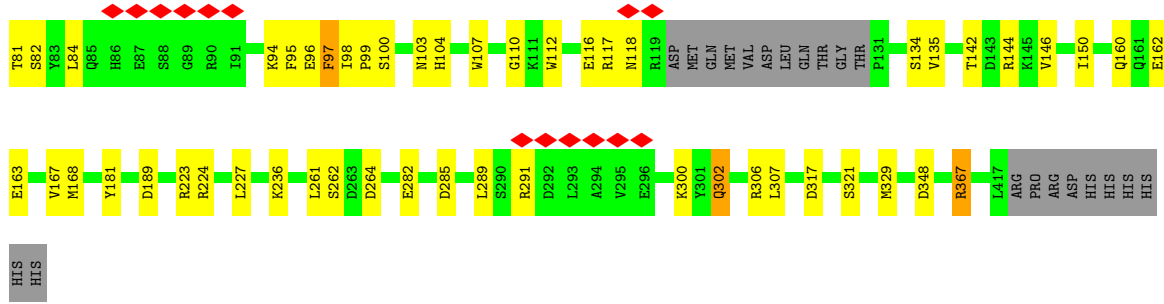 T81 S82 Y83 L84 Q85 H86 E87 S88 G89 R90 I91 K94 F95 E96 F97 I98 P99 S100 N103 H104 W107 G110 K111 W112 E116 R117 N118 R119 ASP MET GLN MET VAL ASP LEU GLN THR GLY THR P131 S134 V135 T142 D143 R144 K145 V146 I150 Q160 Q161 E162
E163 V167 M168 Y181 D189 R223 R224 L227 K236 L261 S262 D263 D264 E282 D285 L289 S290 R291 D292 L293 A294 V295 E296 K300 Y301 Q302 R306 L307 D317 S321 M329 D348 R367 L417 ARG PRO ARG ASP HIS HIS HIS HIS
HIS HIS